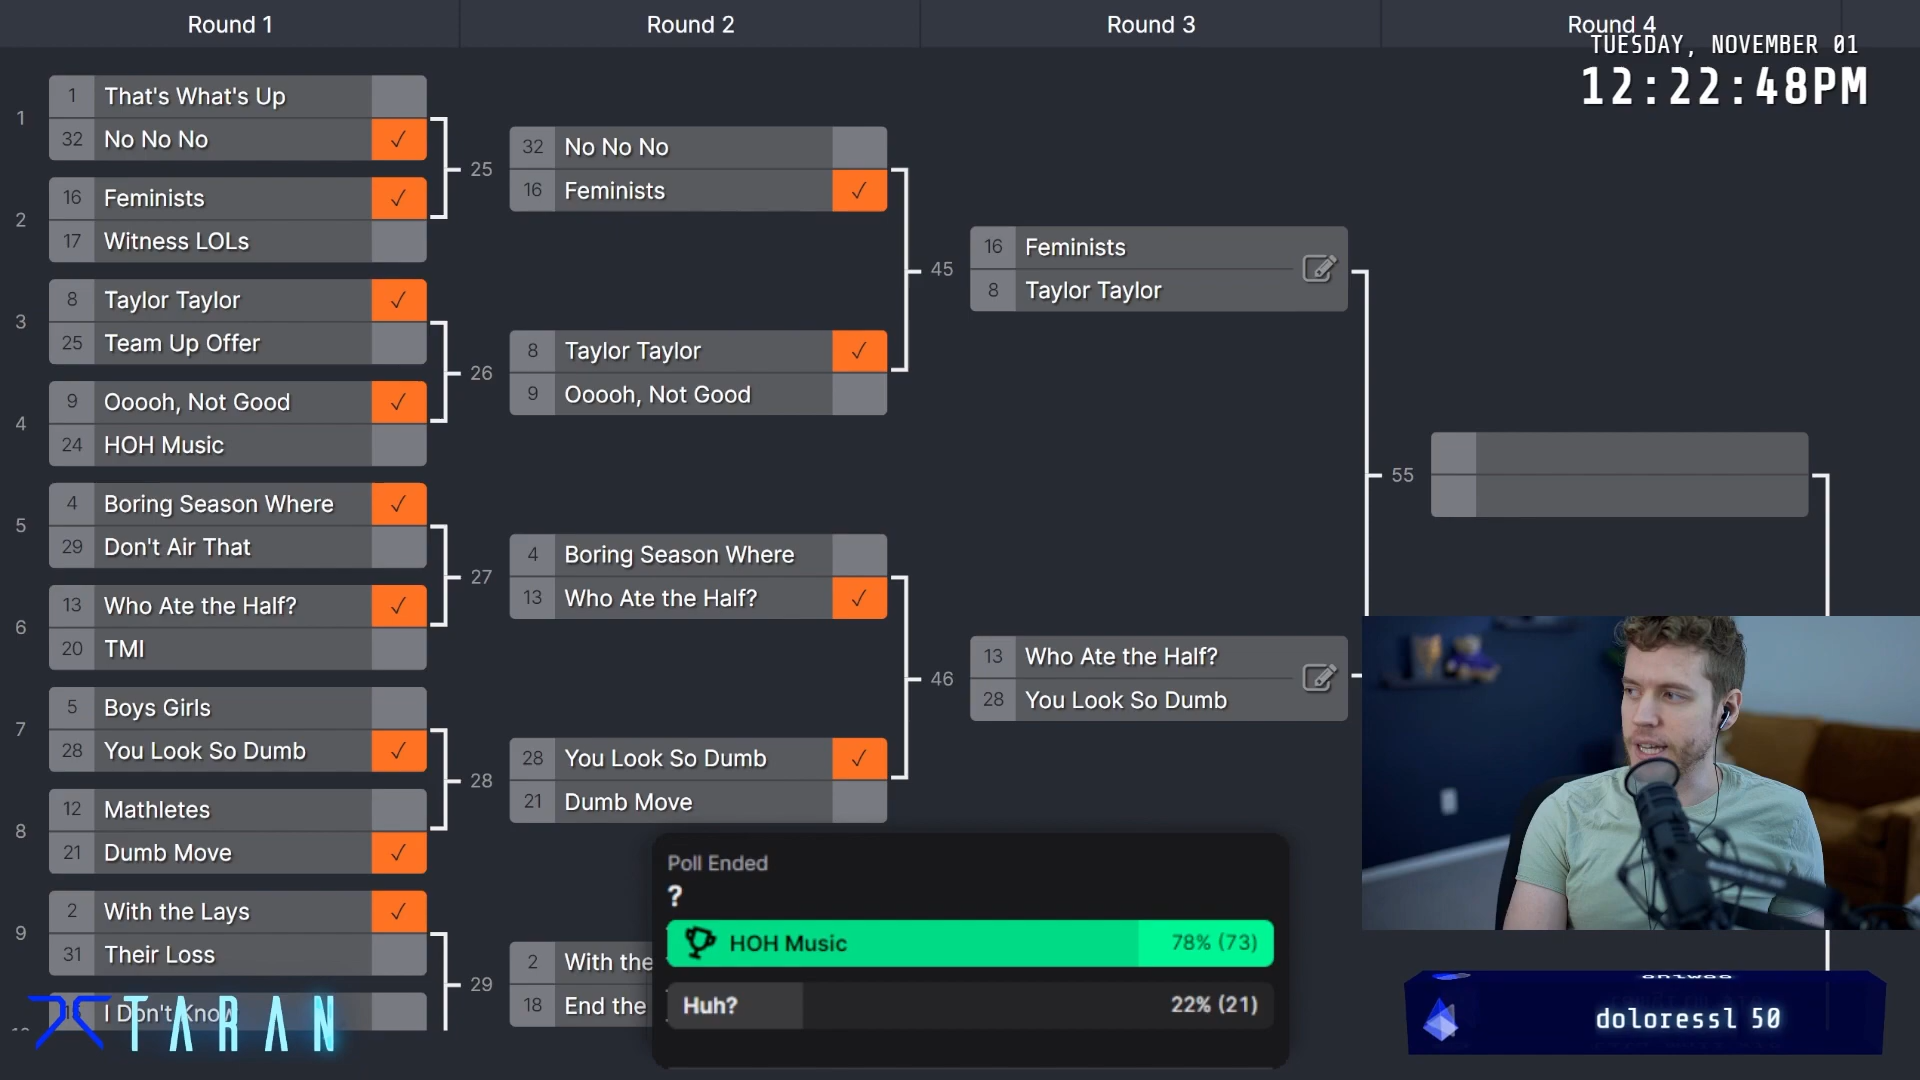 Round 1
Round 2
Round 3
Round 4
TUESDAY, NOVEMBER 01
12:22:48PM
1
1 That's What's Up
32 No No No ✓
2
16 Feminists ✓
17 Witness LOLs
3
8 Taylor Taylor ✓
25 Team Up Offer
4
9 Ooooh, Not Good ✓
24 HOH Music
5
4 Boring Season Where ✓
29 Don't Air That
6
13 Who Ate the Half? ✓
20 TMI
7
5 Boys Girls
28 You Look So Dumb ✓
8
12 Mathletes
21 Dumb Move ✓
9
2 With the Lays ✓
31 Their Loss
I Don't Know
TARAN
25
32 No No No
16 Feminists ✓
26
8 Taylor Taylor ✓
9 Ooooh, Not Good
27
4 Boring Season Where
13 Who Ate the Half? ✓
28
28 You Look So Dumb ✓
21 Dumb Move
29
2 With the
18 End the
45
16 Feminists
8 Taylor Taylor
46
13 Who Ate the Half?
28 You Look So Dumb
55
Poll Ended
?
HOH Music 78% (73)
Huh? 22% (21)
doloressl 50